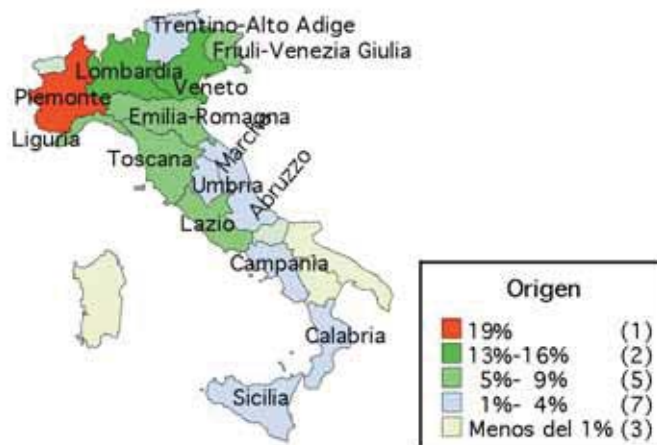 Trentino-Alto Adige
Friuli-Venezia Giulia
Lombardia
Veneto
Piemonte
Emilia-Romagna
Liguria
Marche
Toscana
Umbria
Abruzzo
Lazio
Campania
Calabria
Sicilia
Origen
19% (1)
13%-16% (2)
5%- 9% (5)
1%- 4% (7)
Menos del 1% (3)